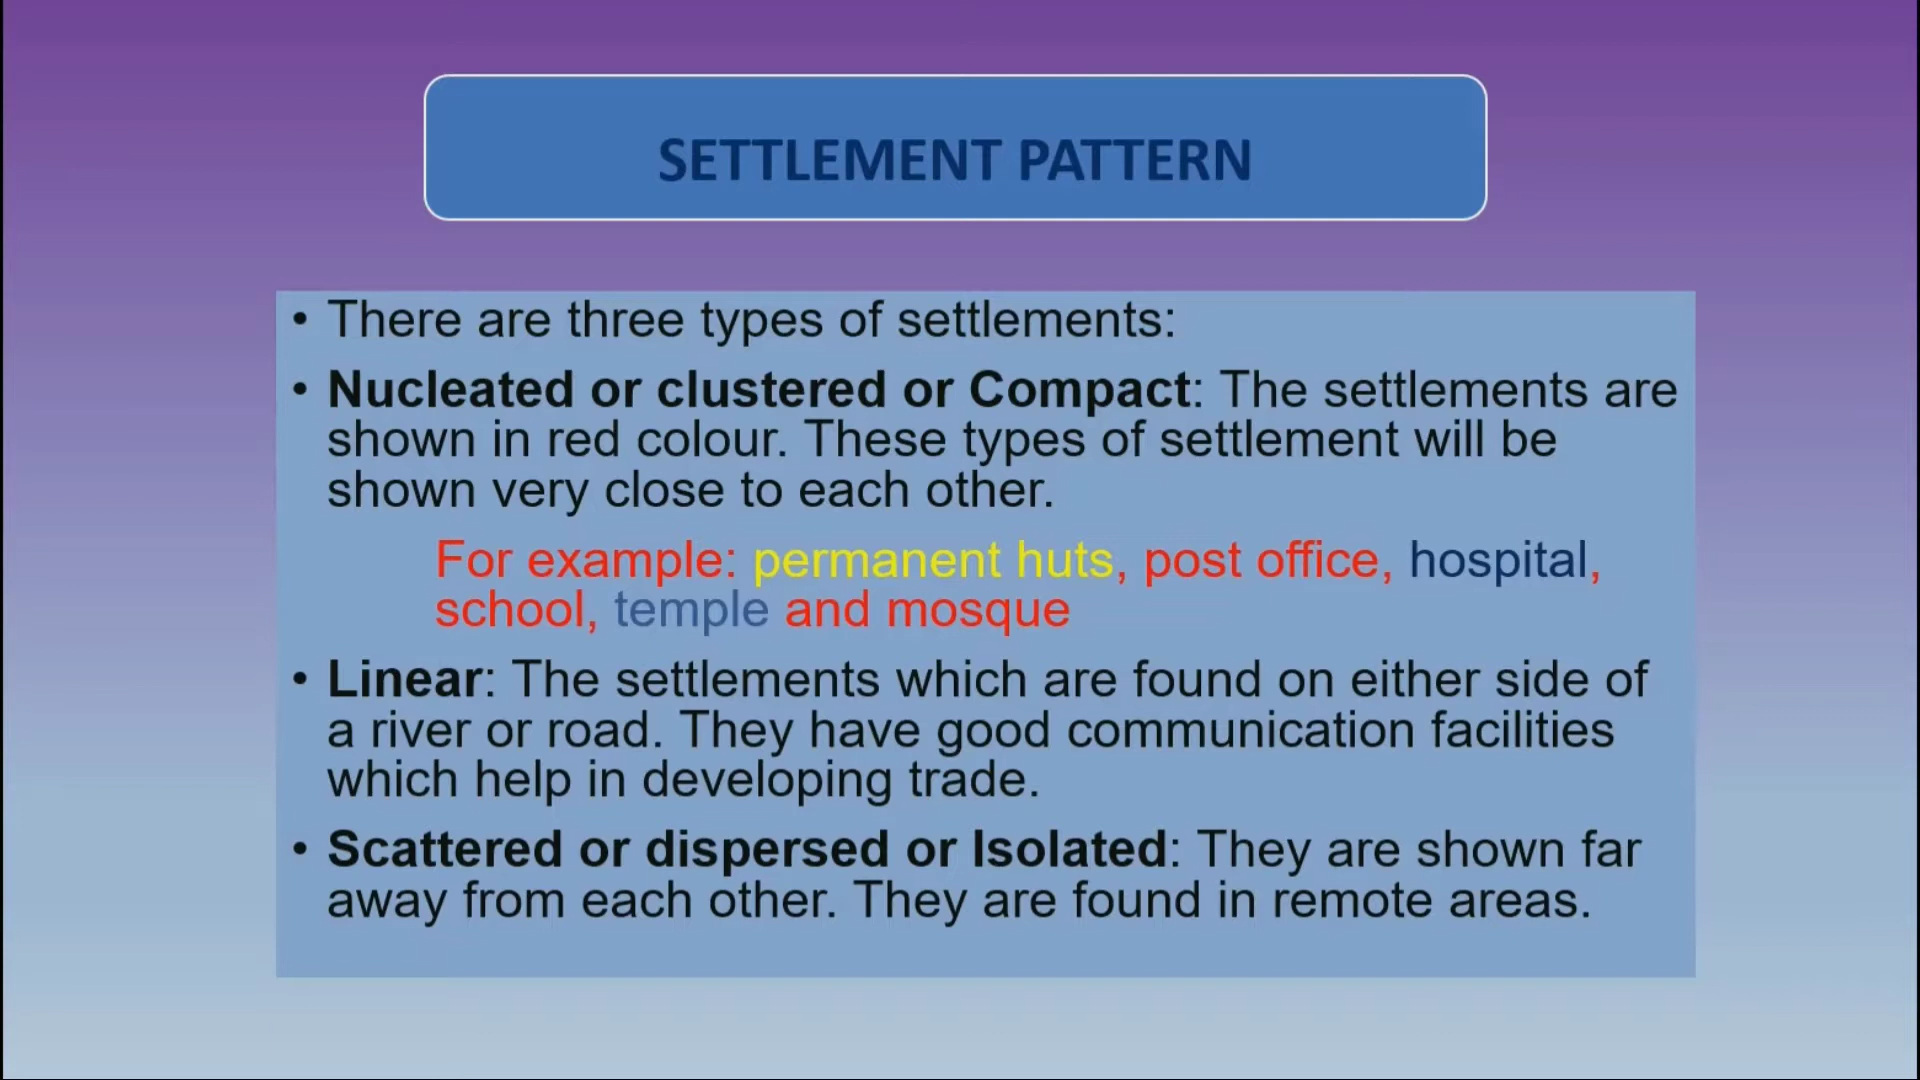 SETTLEMENT PATTERN
• There are three types of settlements:
• Nucleated or clustered or Compact: The settlements are
shown in red colour. These types of settlement will be
shown very close to each other.
For example: permanent huts, post office, hospital,
school, temple and mosque
• Linear: The settlements which are found on either side of
a river or road. They have good communication facilities
which help in developing trade.
• Scattered or dispersed or Isolated: They are shown far
away from each other. They are found in remote areas.